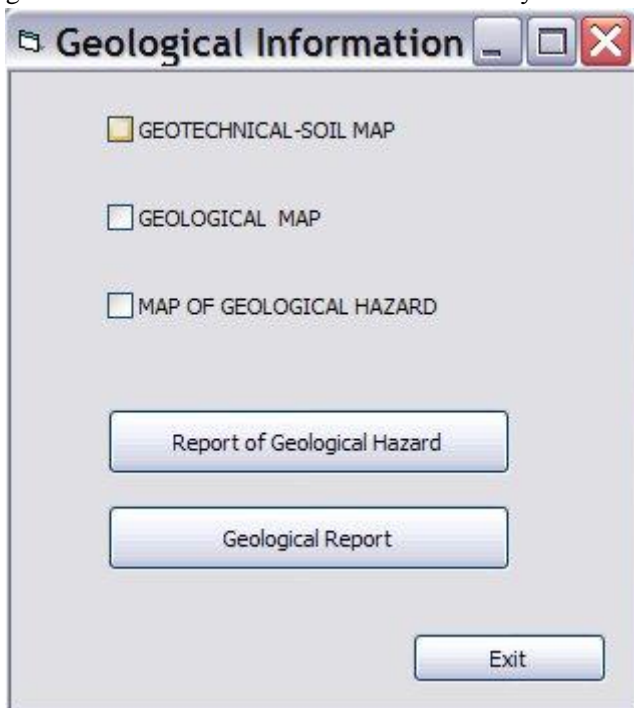 Geological Information
GEOTECHNICAL-SOIL MAP
GEOLOGICAL MAP
MAP OF GEOLOGICAL HAZARD
Report of Geological Hazard
Geological Report
Exit